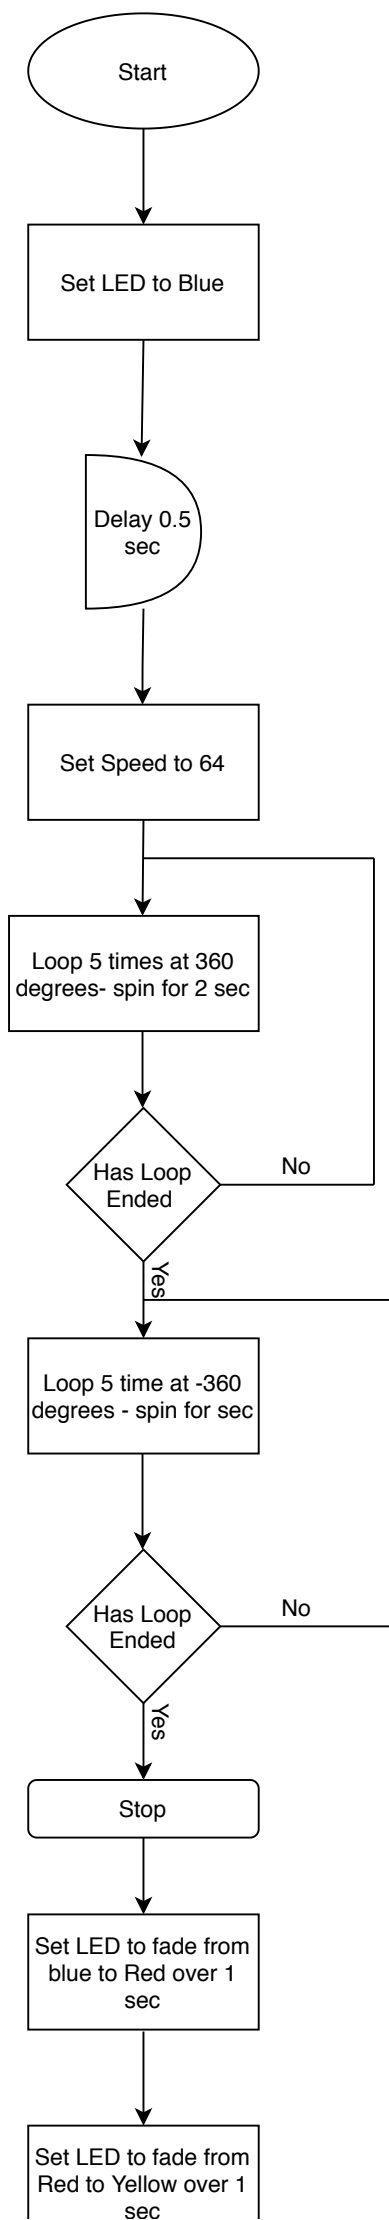 Start
Set LED to Blue
Delay 0.5
sec
Set Speed to 64
Loop 5 times at 360
degrees- spin for 2 sec
Has Loop
Ended
No
Yes
Loop 5 time at -360
degrees - spin for sec
Has Loop
Ended
No
Yes
Stop
Set LED to fade from
blue to Red over 1
sec
Set LED to fade from
Red to Yellow over 1
sec